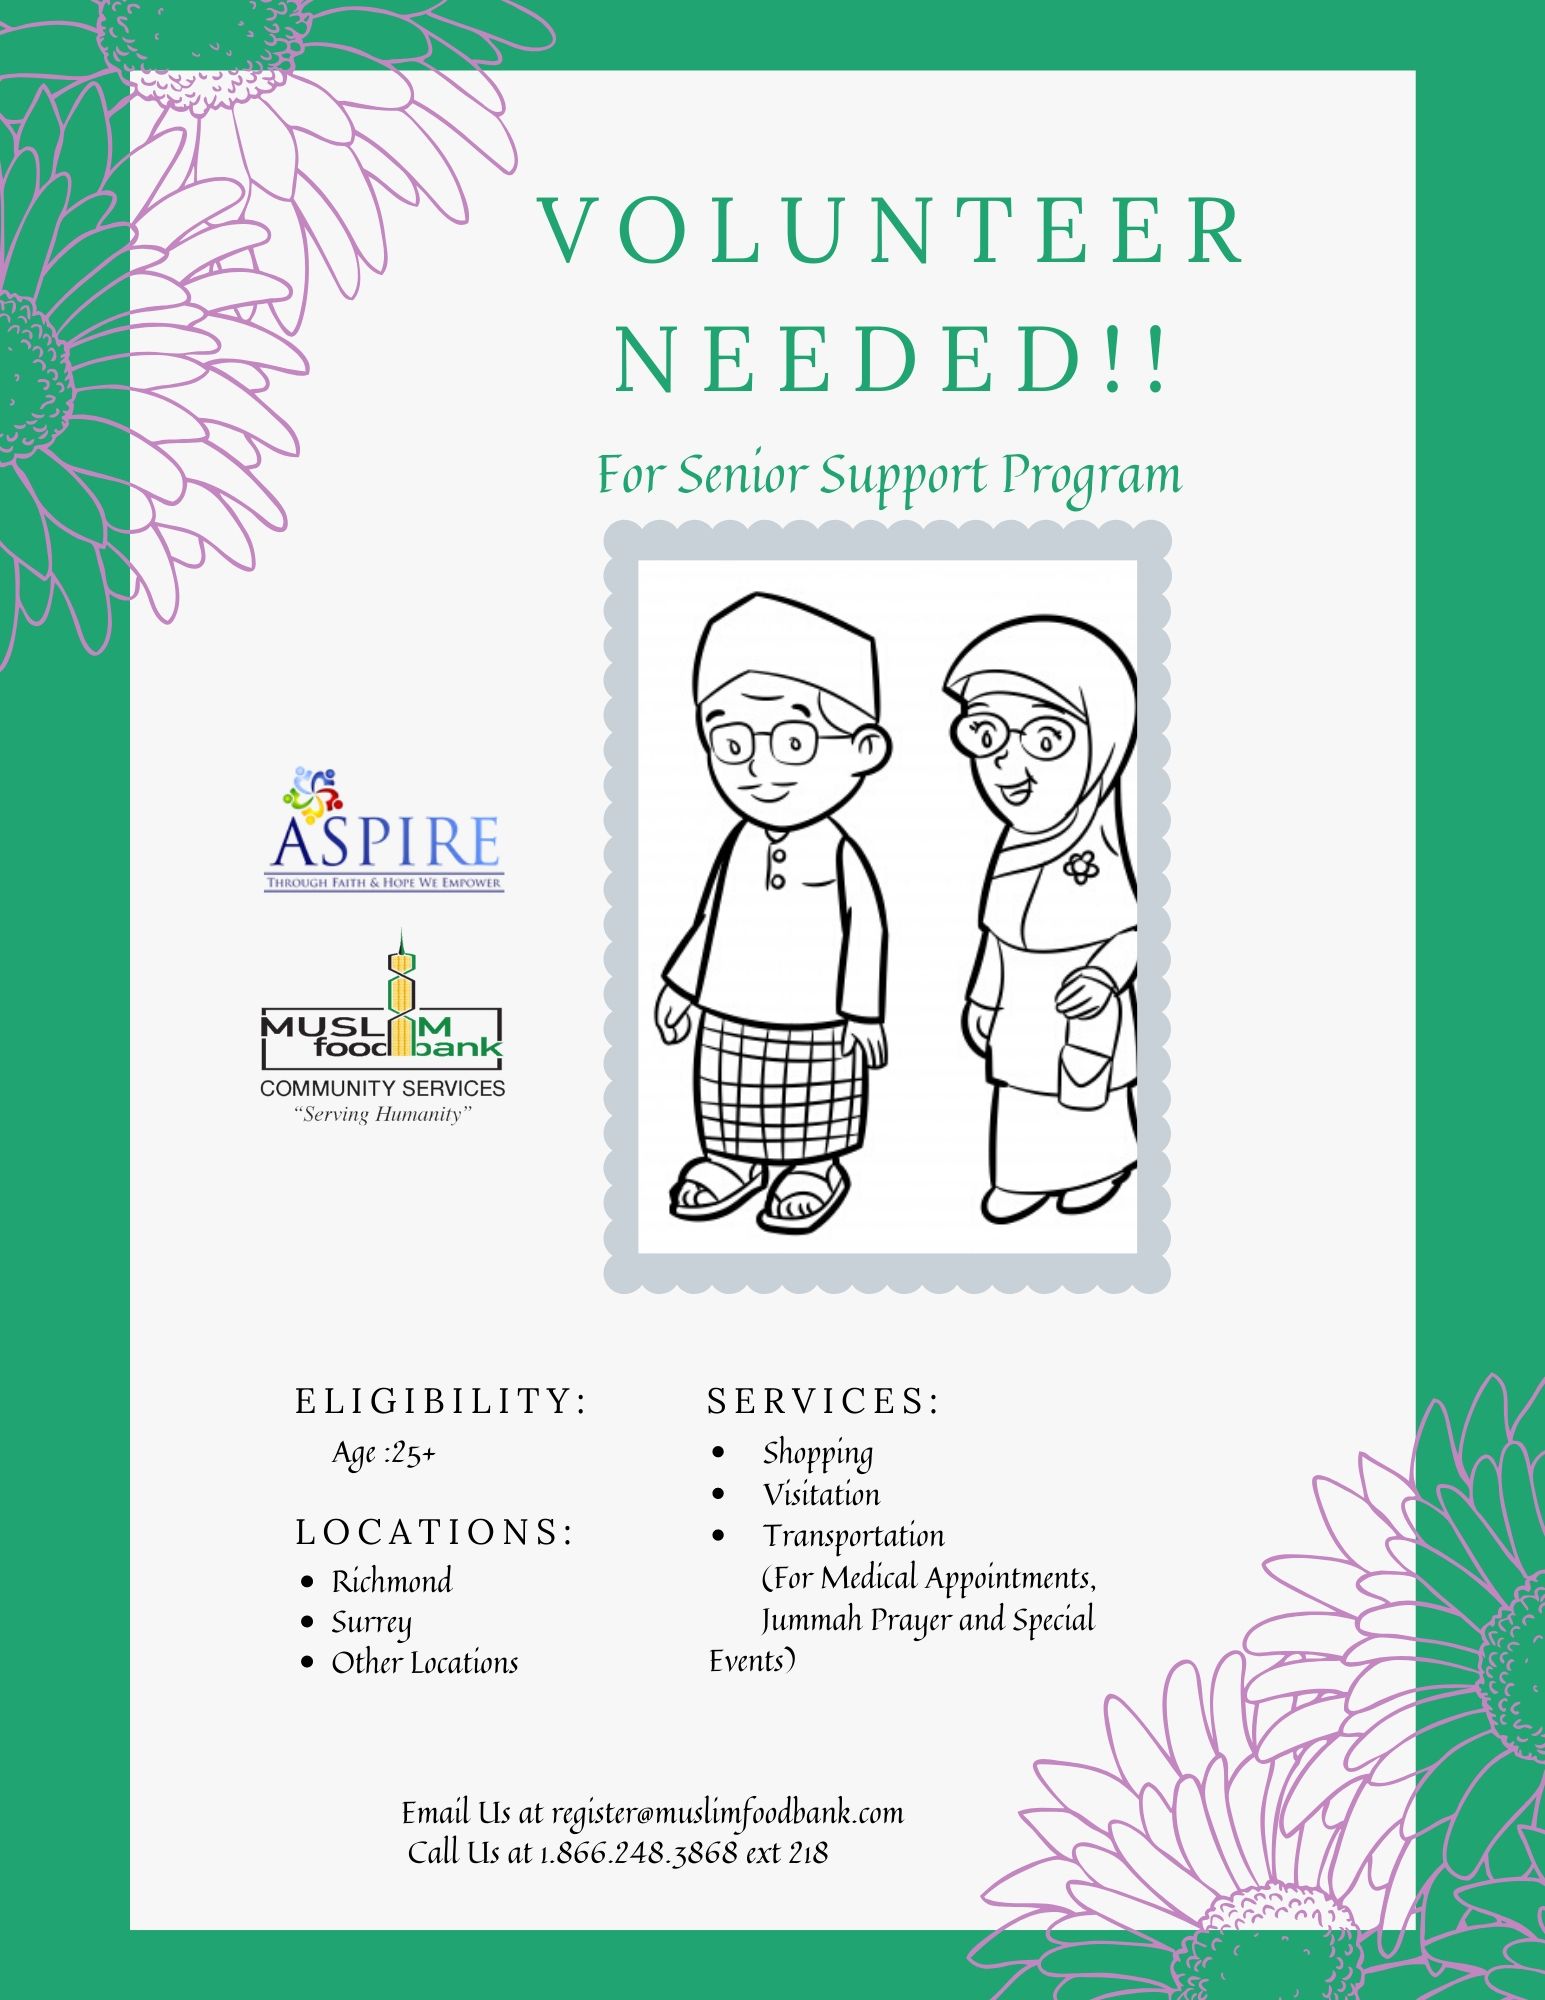 VOLUNTEER
NEEDED!!
For Senior Support Program
ASPIRE
THROUGH FAITH & HOPE WE EMPOWER
MUSLIM
foodbank
COMMUNITY SERVICES
“Serving Humanity”
ELIGIBILITY:
Age :25+
LOCATIONS:
• Richmond
• Surrey
• Other Locations
SERVICES:
• Shopping
• Visitation
• Transportation
(For Medical Appointments,
Jummah Prayer and Special
Events)
Email Us at register@muslimfoodbank.com
Call Us at 1.866.248.3868 ext 218